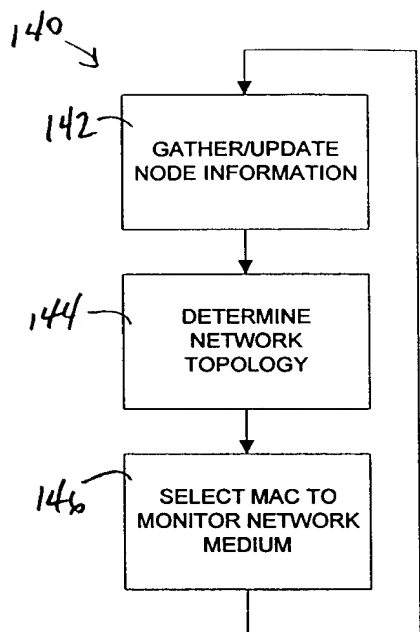 140
142
GATHER/UPDATE
NODE INFORMATION
144
DETERMINE
NETWORK
TOPOLOGY
146
SELECT MAC TO
MONITOR NETWORK
MEDIUM